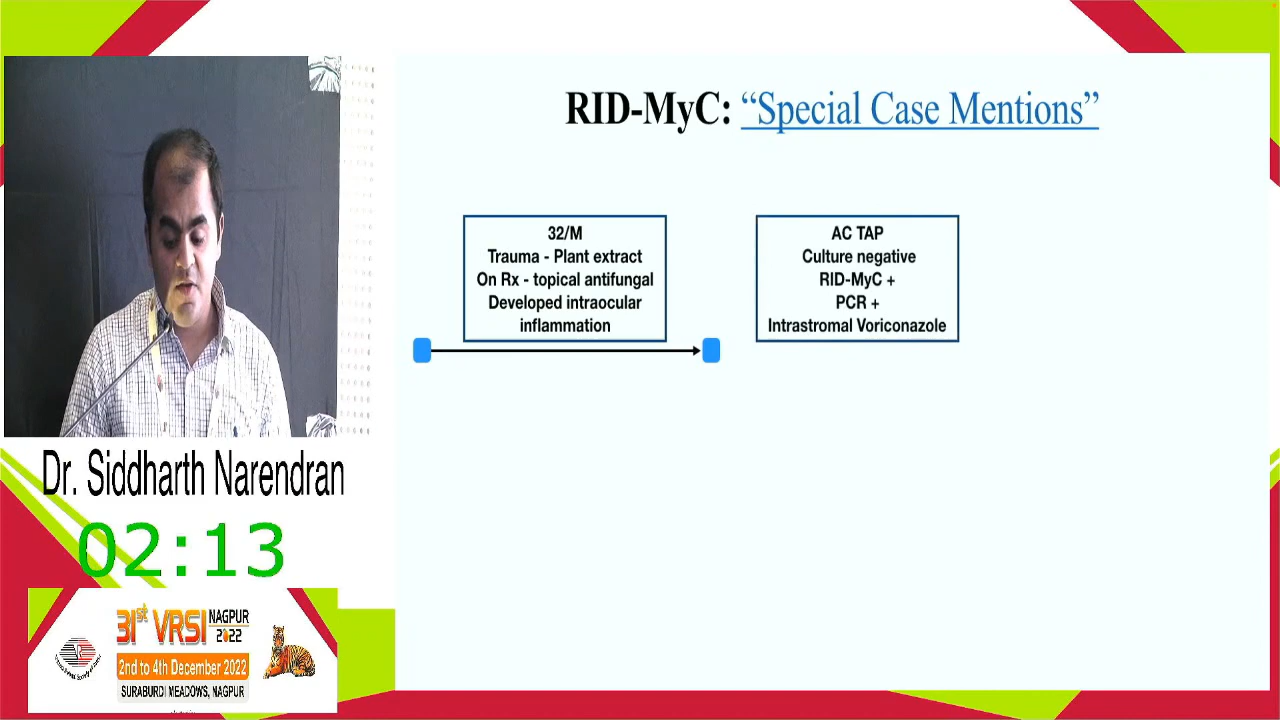 RID-MyC: “Special Case Mentions”
32/M
Trauma - Plant extract
On Rx - topical antifungal
Developed intraocular
inflammation
AC TAP
Culture negative
RID-MyC +
PCR +
Intrastromal Voriconazole
Dr. Siddharth Narendran
02:13
31st VRSI NAGPUR
2022
2nd to 4th December 2022
SURABURDI MEADOWS, NAGPUR